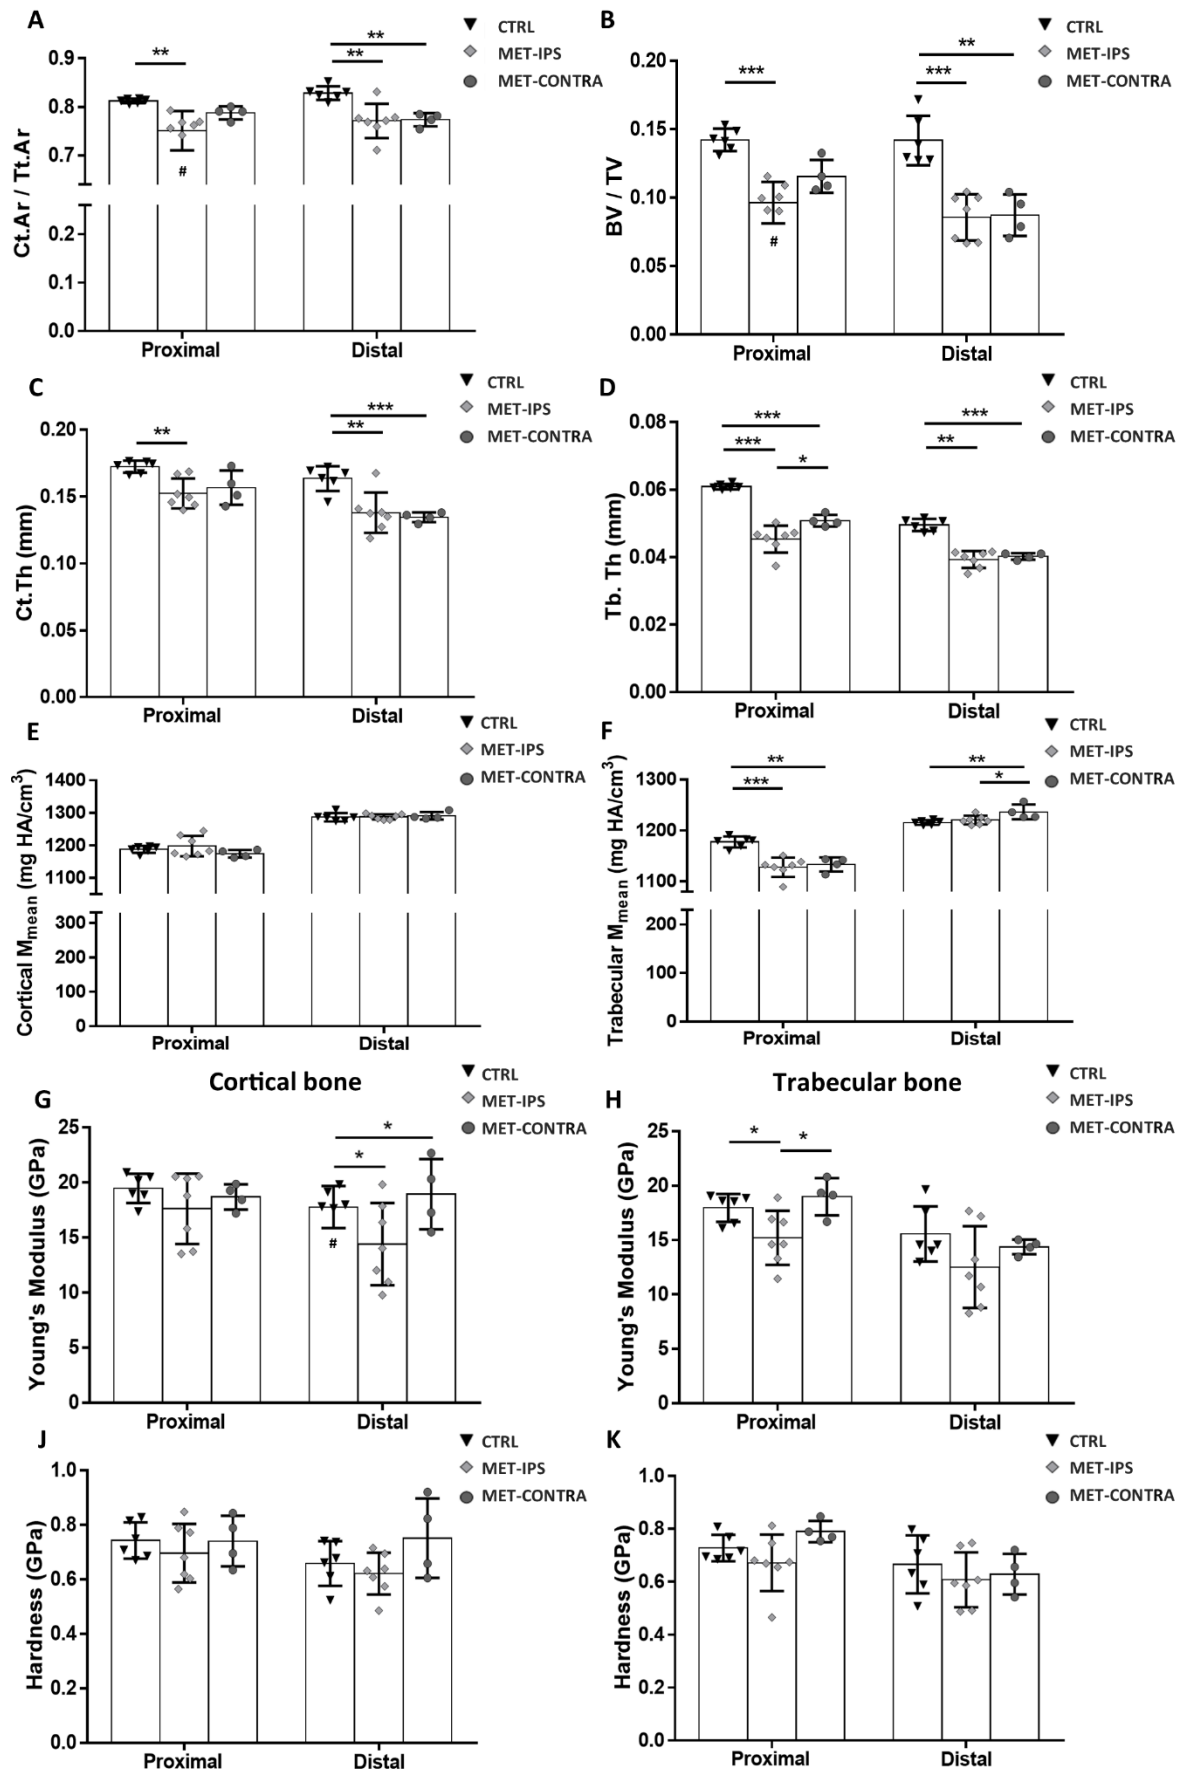 A
CTRL
MET-IPS
MET-CONTRA
**
**
**
#
Ct.Ar / Tt.Ar
0.9
0.8
0.7
0.2
0.1
0.0
Proximal
Distal
B
CTRL
MET-IPS
MET-CONTRA
***
**
***
#
BV / TV
0.20
0.15
0.10
0.05
0.00
Proximal
Distal
C
CTRL
MET-IPS
MET-CONTRA
**
***
**
Ct.Th (mm)
0.20
0.15
0.10
0.05
0.00
Proximal
Distal
D
CTRL
MET-IPS
MET-CONTRA
***
***
*
***
**
Tb. Th (mm)
0.08
0.06
0.04
0.02
0.00
Proximal
Distal
E
CTRL
MET-IPS
MET-CONTRA
Cortical Mmean (mg HA/cm3)
1400
1300
1200
1100
300
200
100
0
Proximal
Distal
F
CTRL
MET-IPS
MET-CONTRA
**
***
**
*
Trabecular Mmean (mg HA/cm3)
1300
1200
1100
200
100
0
Proximal
Distal
Cortical bone
G
CTRL
MET-IPS
MET-CONTRA
*
*
#
Young's Modulus (GPa)
25
20
15
10
5
0
Proximal
Distal
Trabecular bone
H
CTRL
MET-IPS
MET-CONTRA
*
*
Young's Modulus (GPa)
25
20
15
10
5
0
Proximal
Distal
J
CTRL
MET-IPS
MET-CONTRA
Hardness (GPa)
1.0
0.8
0.6
0.4
0.2
0.0
Proximal
Distal
K
CTRL
MET-IPS
MET-CONTRA
Hardness (GPa)
1.0
0.8
0.6
0.4
0.2
0.0
Proximal
Distal